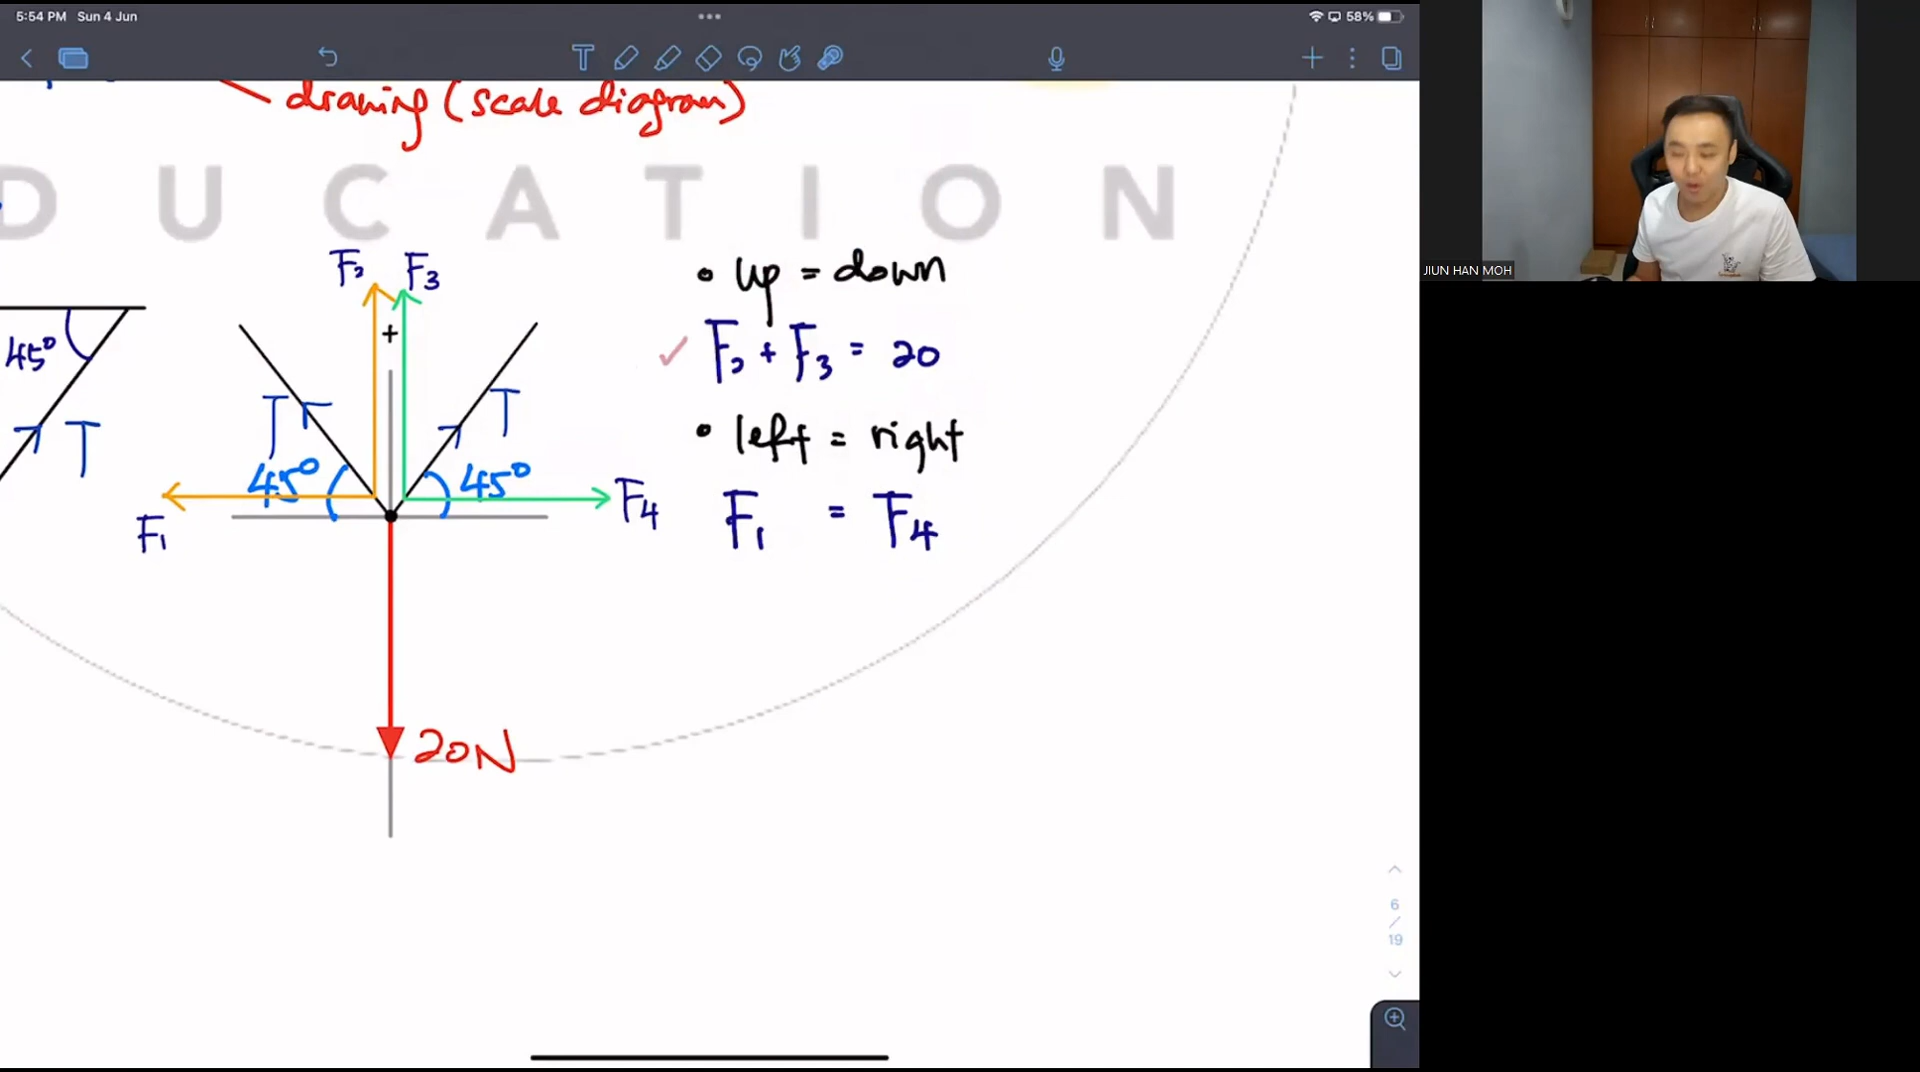 5:54 PM Sun 4 Jun
58%
drawing (scale diagram)
D U C A T I O N
F₂ F₃
• up = down
+
45°
✓ F₂ + F₃ = 20
T
T
T
• left = right
45°
45°
F₁
F₄
F₁ = F₄
20N
6
/
19
JIUN HAN MOH